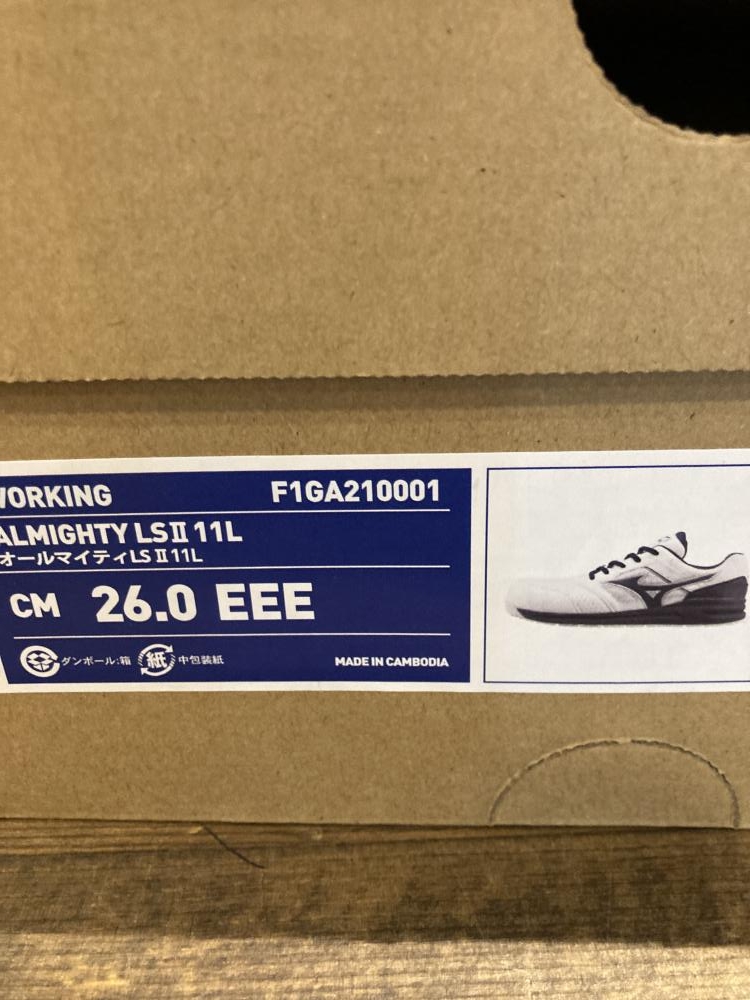 WORKING F1GA210001
ALMIGHTY LSⅡ 11L
オールマイティLSⅡ11L
CM 26.0 EEE
ダンボール:箱 紙 中包装紙 MADE IN CAMBODIA